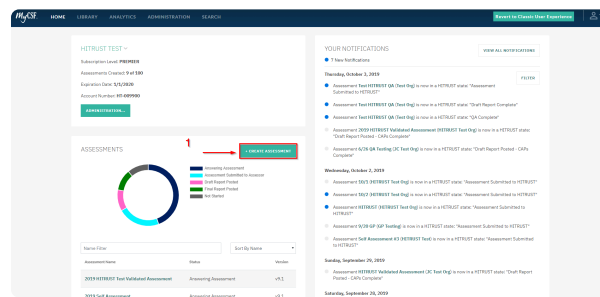 MyCSF
HOME
LIBRARY
ANALYTICS
ADMINISTRATION
SEARCH
Revert to Classic User Experience
HITRUST TEST
Subscription Level: PREMIER
Assessments Created: 9 of 100
Expiration Date: 1/1/2020
Account Number: HT-009900
ADMINISTRATION...
ASSESSMENTS
1
+ CREATE ASSESSMENT
Answering Assessment
Assessment Submitted to Assessor
Draft Report Posted
Final Report Posted
Not Started
Name Filter
Sort By Name
Assessment Name
Status
Version
2019 HITRUST Test Validated Assessment
Answering Assessment
v9.1
2019 Self Assessment
Answering Assessment
v9.1
YOUR NOTIFICATIONS
VIEW ALL NOTIFICATIONS
7 New Notifications
Thursday, October 3, 2019
FILTER
Assessment Test HITRUST QA (Test Org) is now in a HITRUST state: "Assessment
Submitted to HITRUST"
Assessment Test HITRUST QA (Test Org) is now in a HITRUST state: "Draft Report Complete"
Assessment Test HITRUST QA (Test Org) is now in a HITRUST state: "QA Complete"
Assessment 2019 HITRUST Validated Assessment (HITRUST Test Org) is now in a HITRUST state:
"Draft Report Posted - CAPs Complete"
Assessment 6/26 QA Testing (JC Test Org) is now in a HITRUST state: "Draft Report Posted - CAPs
Complete"
Wednesday, October 2, 2019
Assessment 10/1 (HITRUST Test Org) is now in a HITRUST state: "Assessment Submitted to HITRUST"
Assessment 10/2 (HITRUST Test Org) is now in a HITRUST state: "Assessment Submitted to HITRUST"
Assessment HITRUST QA (HITRUST Test Org) is now in a HITRUST state: "Assessment Submitted to
HITRUST"
Assessment 9/20 GP (GP Testing) is now in a HITRUST state: "Assessment Submitted to HITRUST"
Assessment Self Assessment #3 (HITRUST Test) is now in a HITRUST state: "Assessment Submitted
to HITRUST"
Sunday, September 29, 2019
Assessment HITRUST Validated Assessment (JC Test Org) is now in a HITRUST state: "Draft Report
Posted - CAPs Complete"
Saturday, September 28, 2019